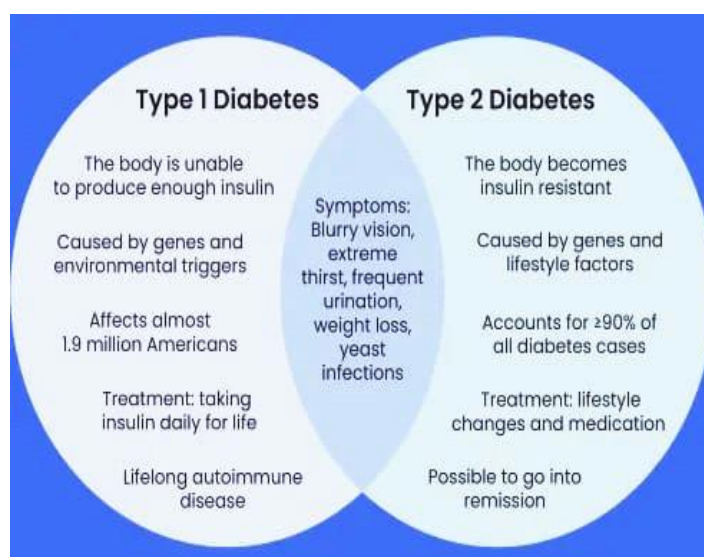 Type 1 Diabetes
The body is unable
to produce enough insulin
Caused by genes and
environmental triggers
Affects almost
1.9 million Americans
Treatment: taking
insulin daily for life
Lifelong autoimmune
disease
Symptoms:
Blurry vision,
extreme
thirst, frequent
urination,
weight loss,
yeast
infections
Type 2 Diabetes
The body becomes
insulin resistant
Caused by genes and
lifestyle factors
Accounts for ≥90% of
all diabetes cases
Treatment: lifestyle
changes and medication
Possible to go into
remission